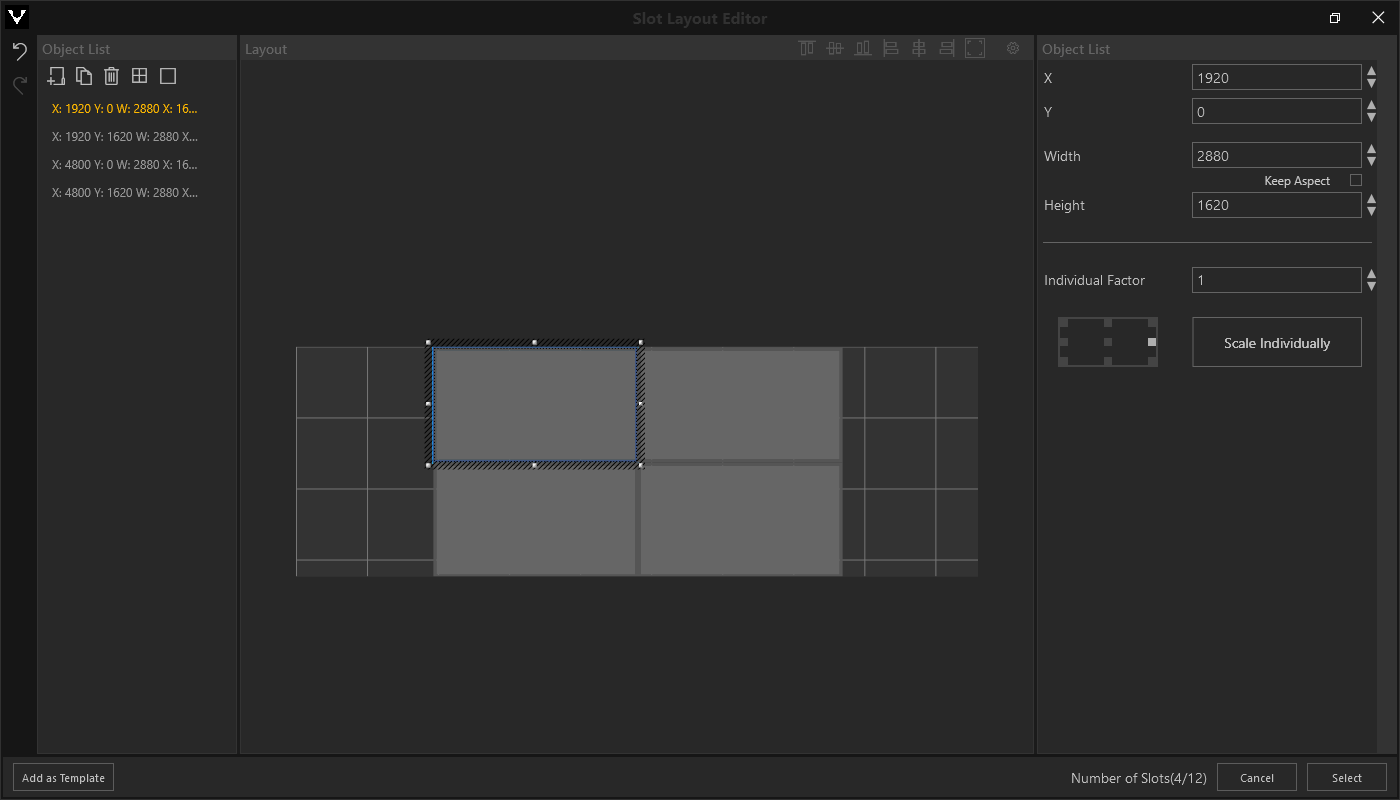 Slot Layout Editor
Object List
Layout
Object List
X: 1920 Y: 0 W: 2880 X: 16...
X: 1920 Y: 1620 W: 2880 X...
X: 4800 Y: 0 W: 2880 X: 16...
X: 4800 Y: 1620 W: 2880 X...
X
1920
Y
0
Width
2880
Keep Aspect
Height
1620
Individual Factor
1
Scale Individually
Add as Template
Number of Slots(4/12)
Cancel
Select